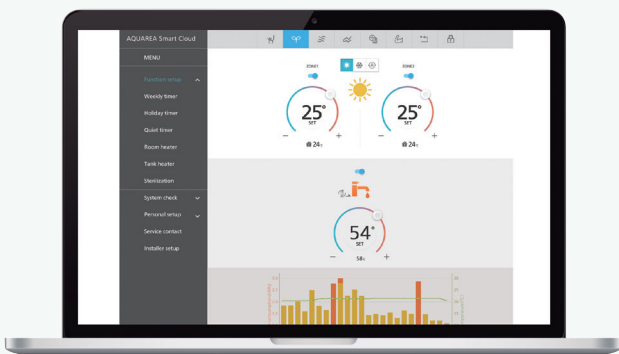 AQUAREA Smart Cloud
MENU
Function setup
Weekly timer
Holiday timer
Quiet timer
Room heater
Tank heater
Sterilization
System check
Personal setup
Service contact
Installer setup
ZONE1
ZONE2
25°
SET
- +
24
25°
SET
- +
24
54°
SET
- +
58